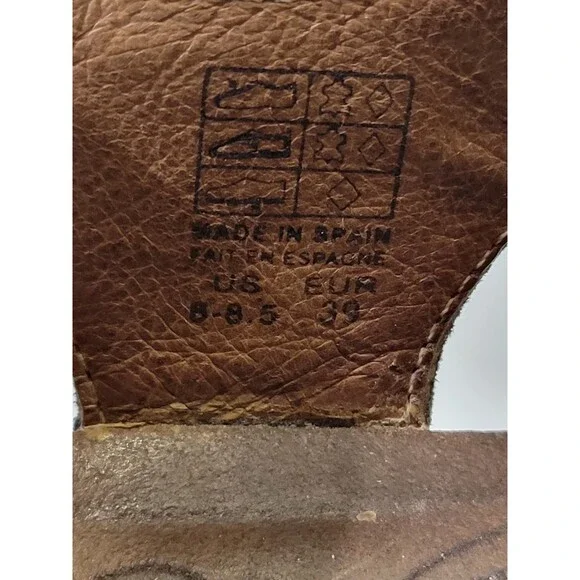 MADE IN SPAIN
FAIT EN ESPAGNE
US EUR
8-8.5 39